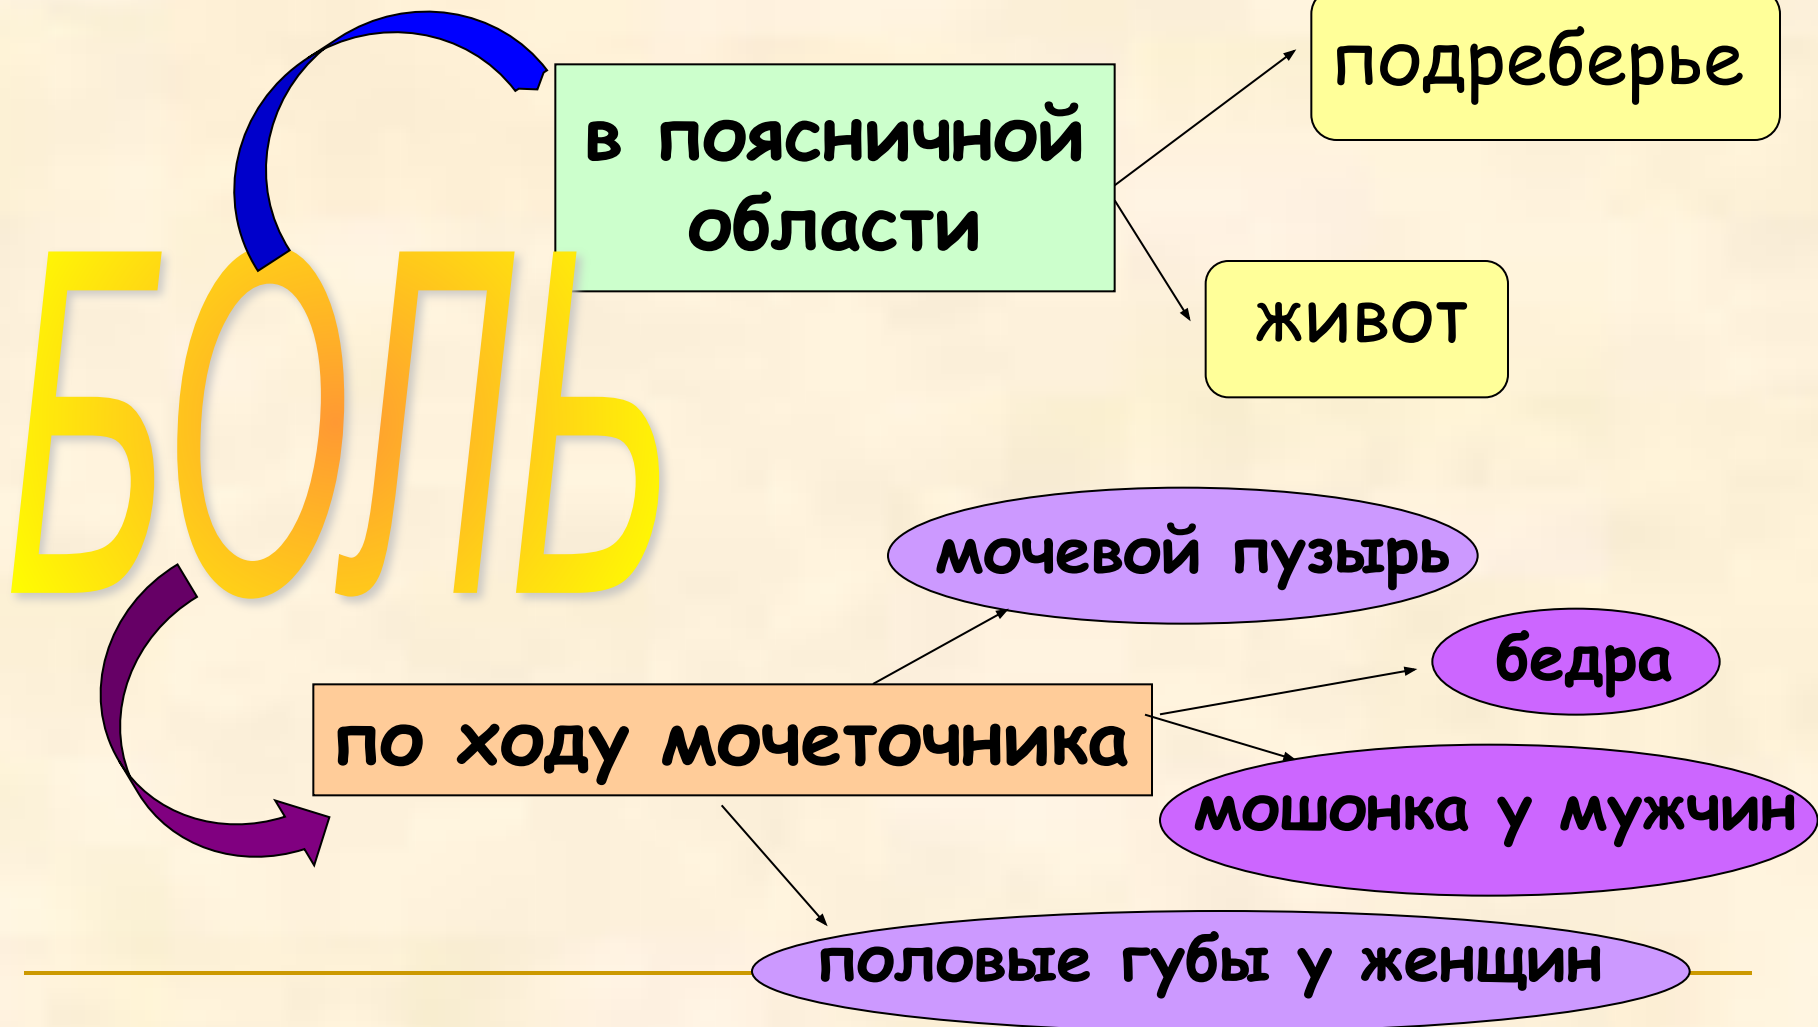 подреберье
в поясничной
области
живот
БОЛЬ
мочевой пузырь
бедра
по ходу мочеточника
мошонка у мужчин
половые губы у женщин